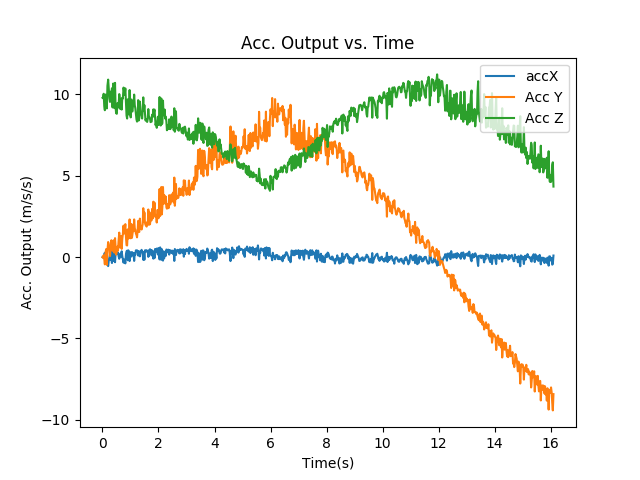 Acc. Output vs. Time
accX
Acc Y
Acc Z
10
5
0
−5
−10
Acc. Output (m/s/s)
0 2 4 6 8 10 12 14 16
Time(s)